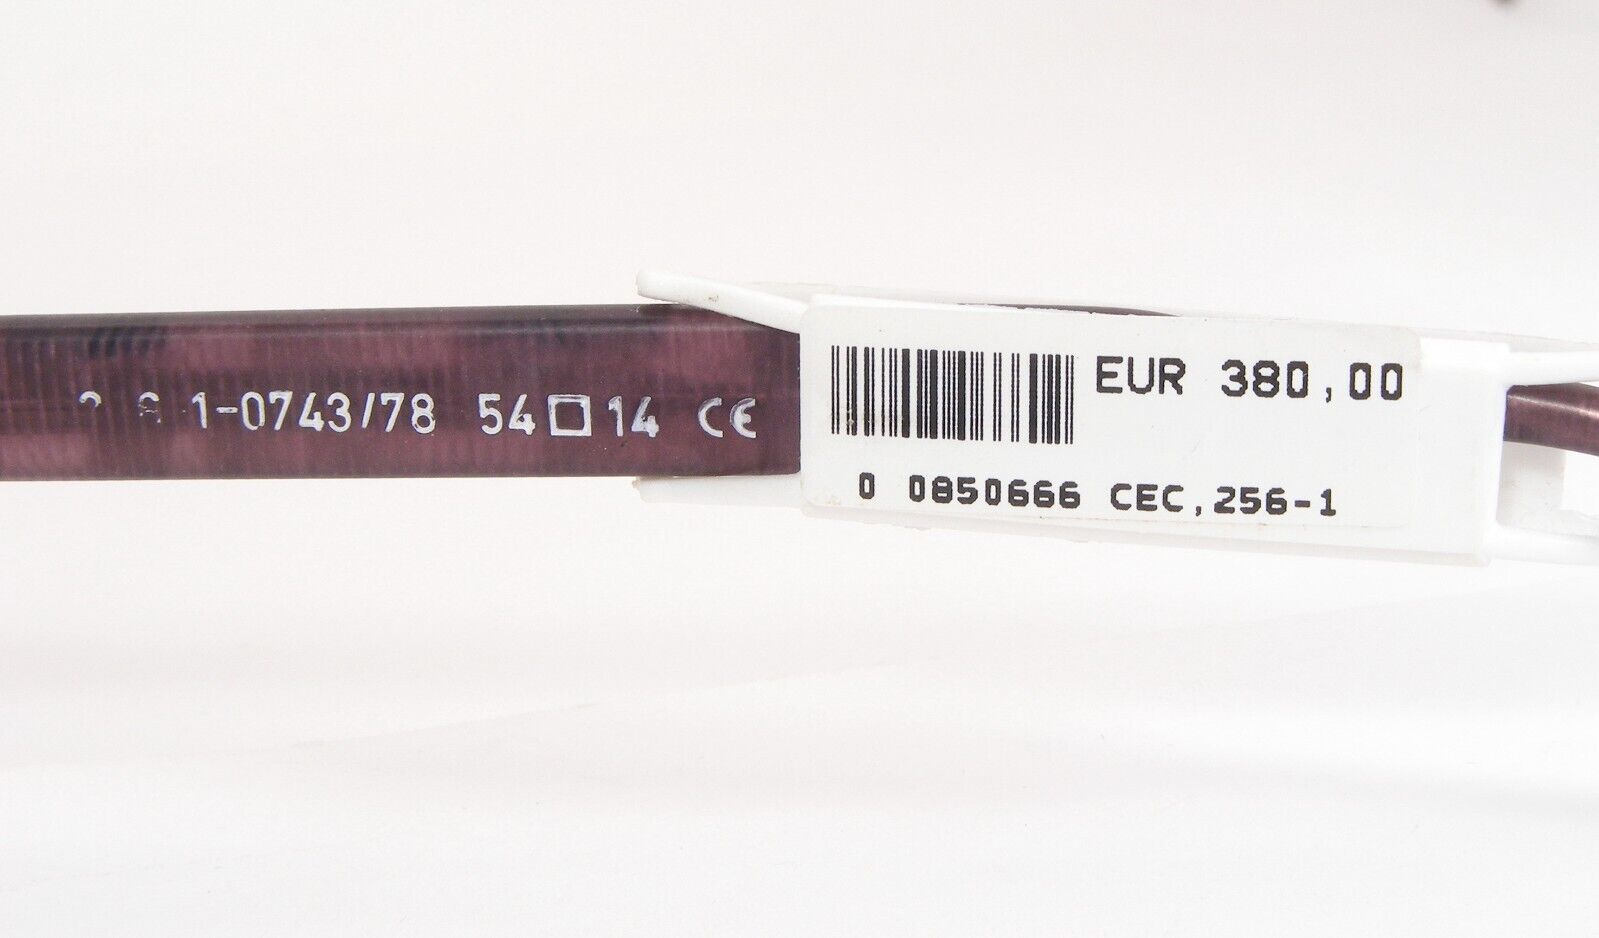 1-0743/78 54□14 CE
EUR 380,00
0 0850666 CEC,256-1